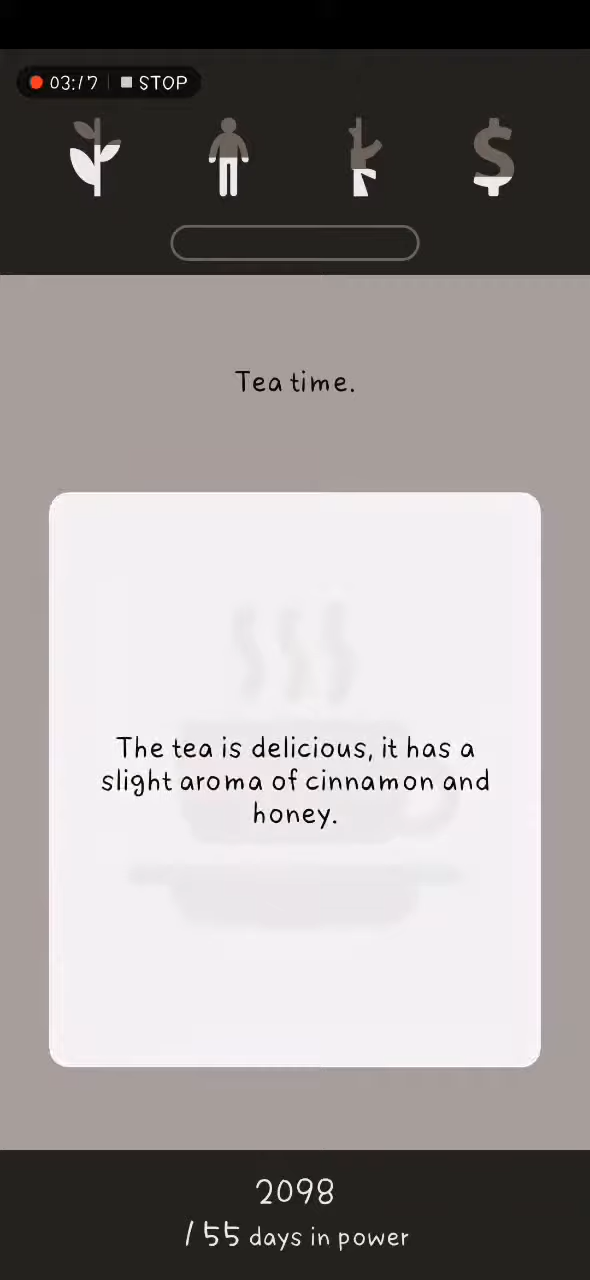 03:17 STOP
Tea time.
The tea is delicious, it has a
slight aroma of cinnamon and
honey.
2098
155 days in power